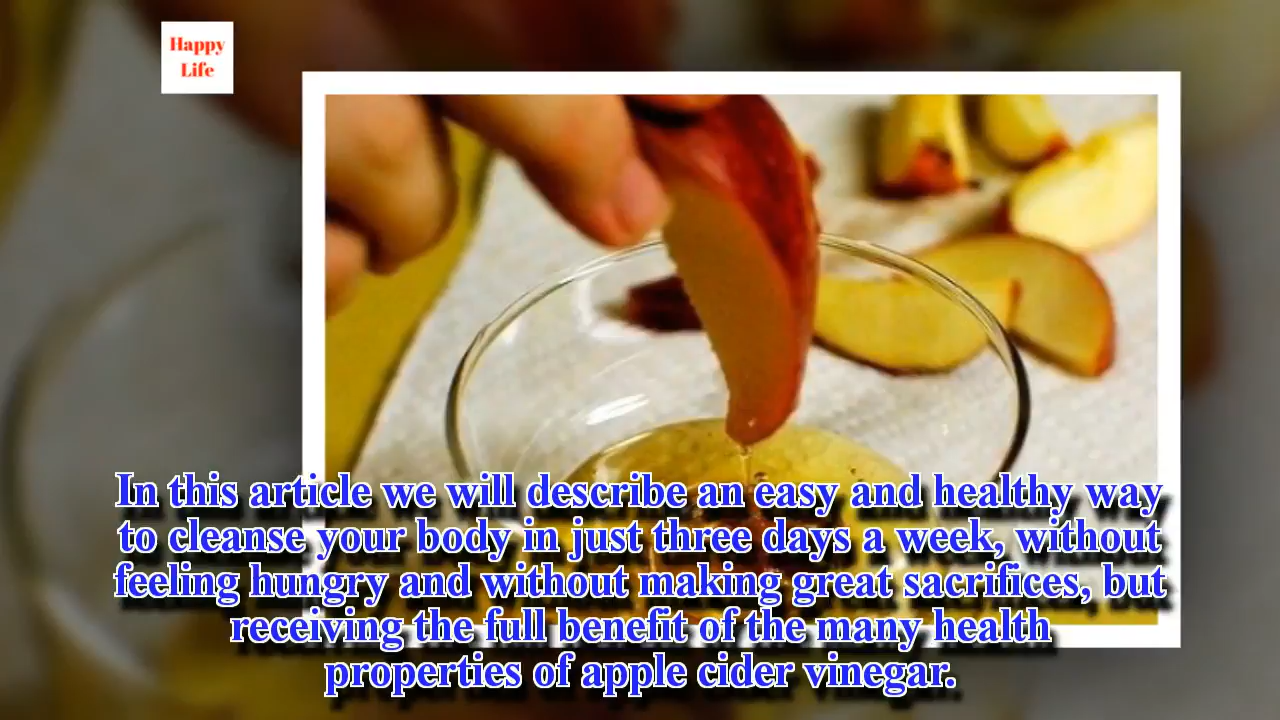 Happy
Life
In this article we will describe an easy and healthy way
to cleanse your body in just three days a week, without
feeling hungry and without making great sacrifices, but
receiving the full benefit of the many health
properties of apple cider vinegar.